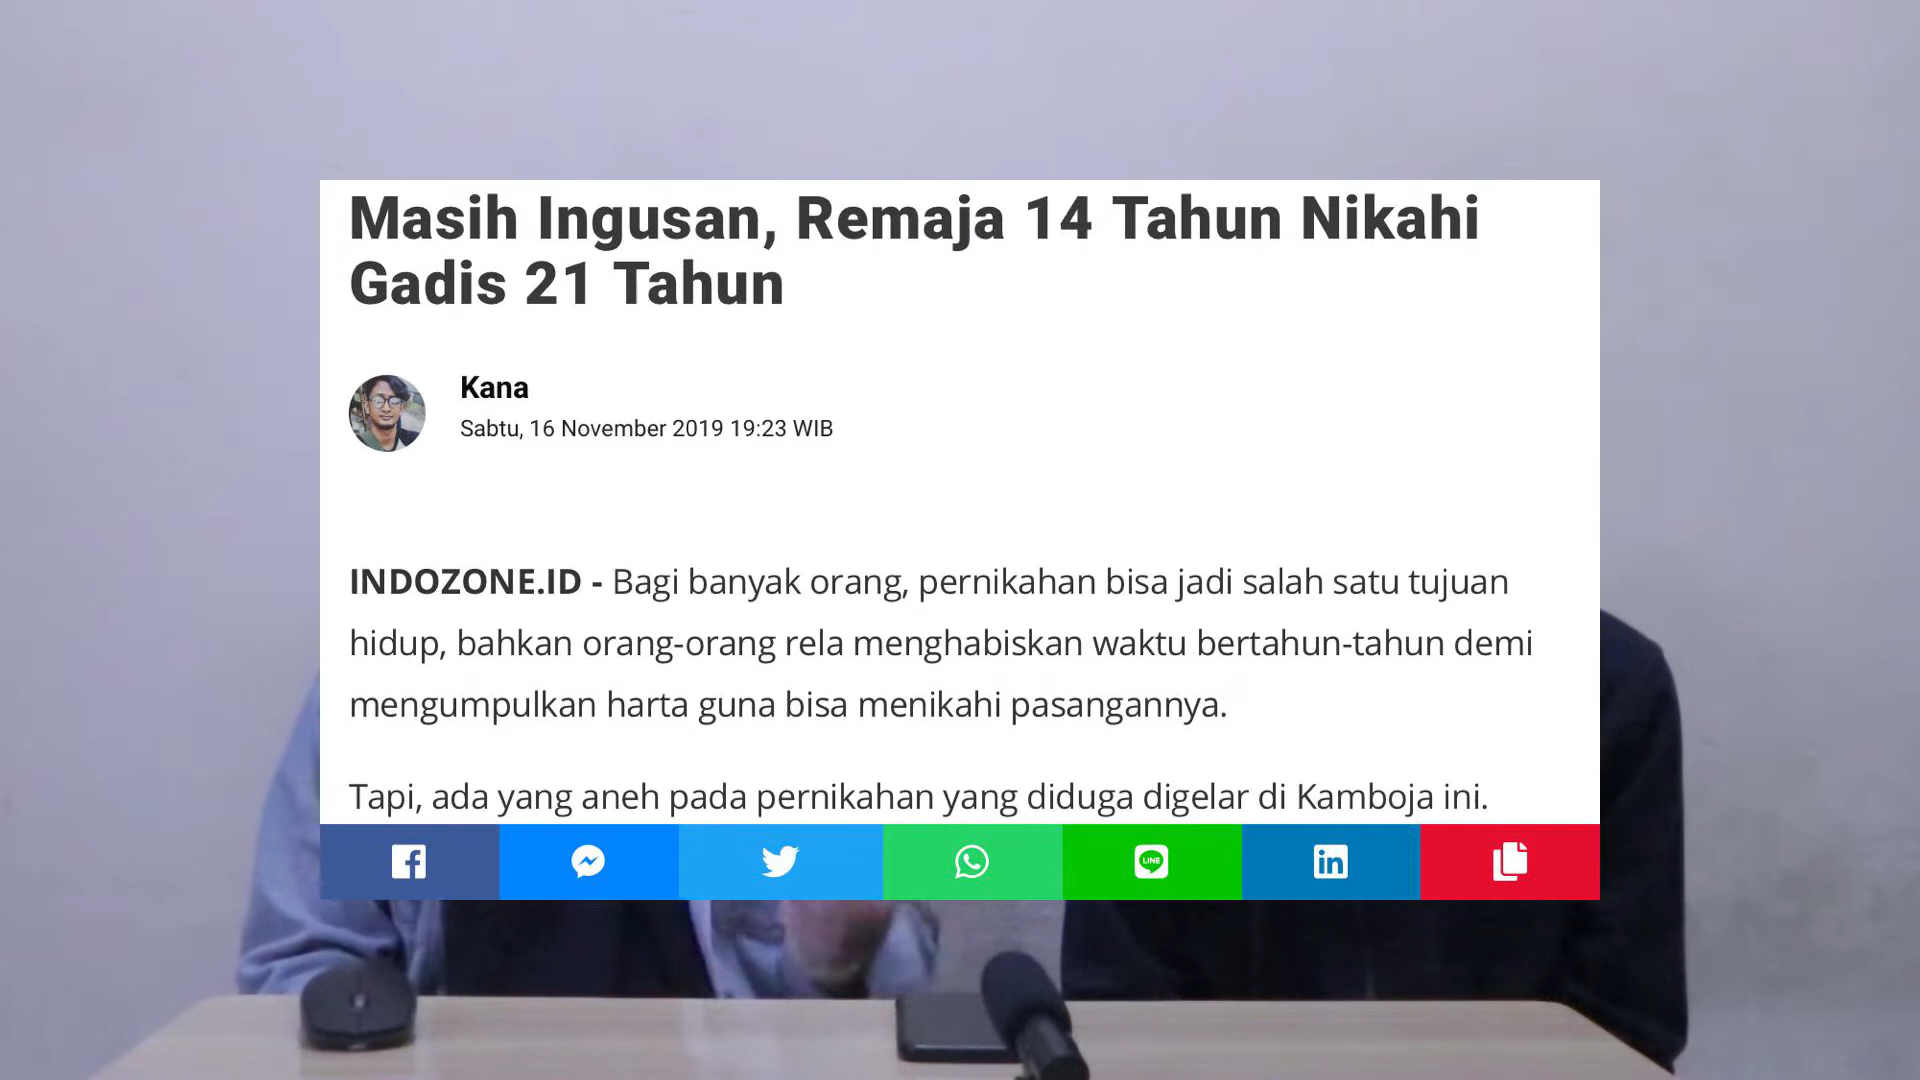 Masih Ingusan, Remaja 14 Tahun Nikahi
Gadis 21 Tahun
Kana
Sabtu, 16 November 2019 19:23 WIB
INDOZONE.ID - Bagi banyak orang, pernikahan bisa jadi salah satu tujuan
hidup, bahkan orang-orang rela menghabiskan waktu bertahun-tahun demi
mengumpulkan harta guna bisa menikahi pasangannya.
Tapi, ada yang aneh pada pernikahan yang diduga digelar di Kamboja ini.
LINE